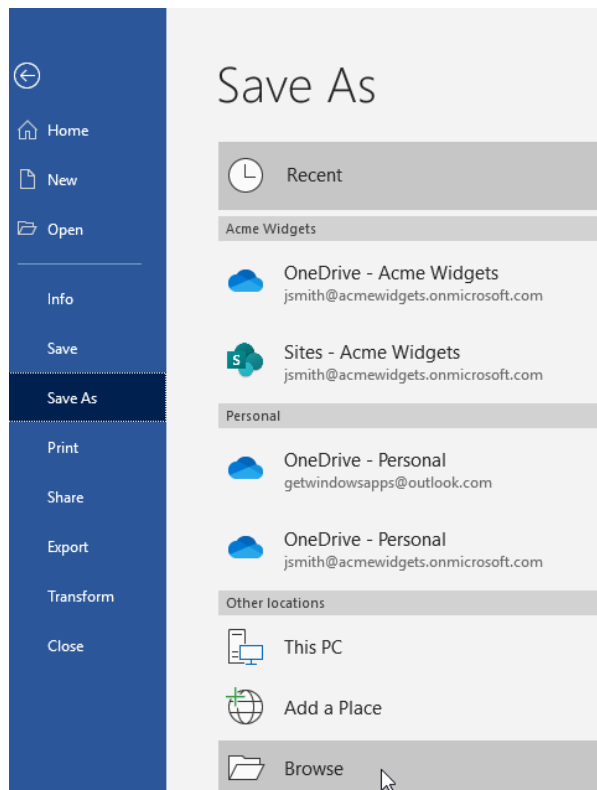 Save As
Home
New
Open
Info
Save
Save As
Print
Share
Export
Transform
Close
Recent
Acme Widgets
OneDrive - Acme Widgets
jsmith@acmewidgets.onmicrosoft.com
S
Sites - Acme Widgets
jsmith@acmewidgets.onmicrosoft.com
Personal
OneDrive - Personal
getwindowsapps@outlook.com
OneDrive - Personal
jsmith@acmewidgets.onmicrosoft.com
Other locations
This PC
Add a Place
Browse